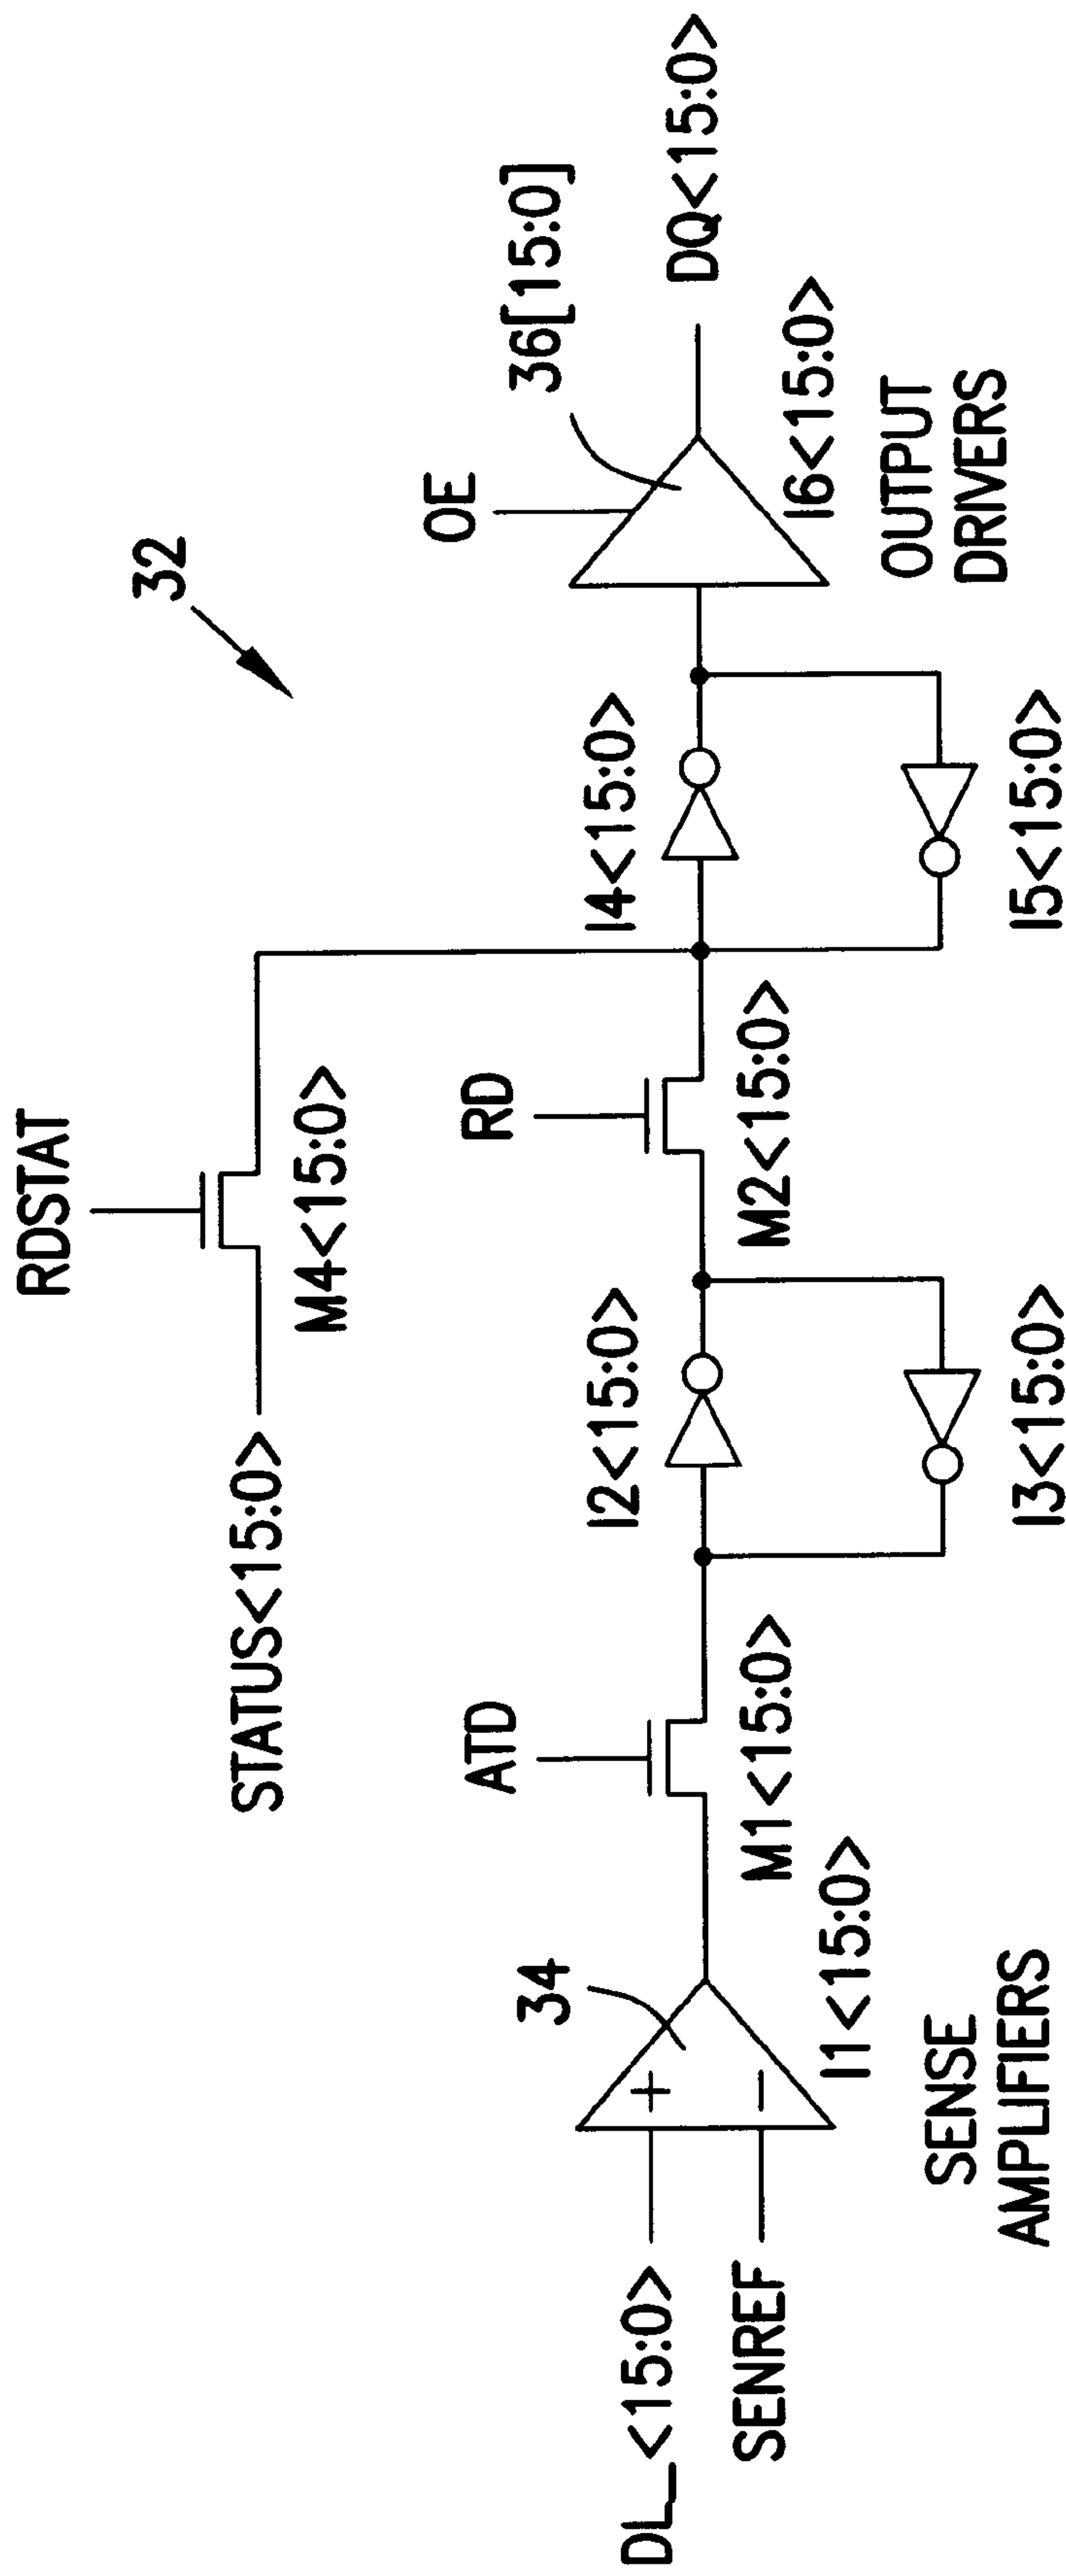 32
RDSTAT
STATUS<15:0>
M4<15:0>
34
ATD
I2<15:0>
RD
I4<15:0>
OE
36[15:0]
DL_<15:0>
SENREF
DQ<15:0>
I1<15:0>
M1<15:0>
M2<15:0>
I6<15:0>
SENSE
AMPLIFIERS
I3<15:0>
I5<15:0>
OUTPUT
DRIVERS